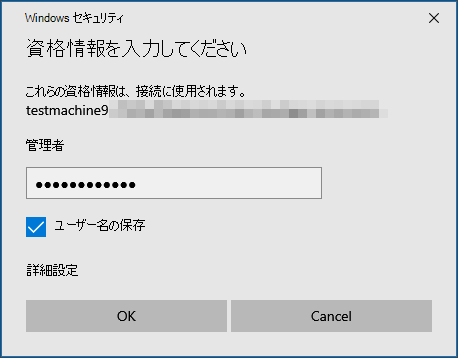 Windows セキュリティ
資格情報を入力してください
これらの資格情報は、接続に使用されます。
testmachine9
管理者
●●●●●●●●●●●●
ユーザー名の保存
詳細設定
OK
Cancel